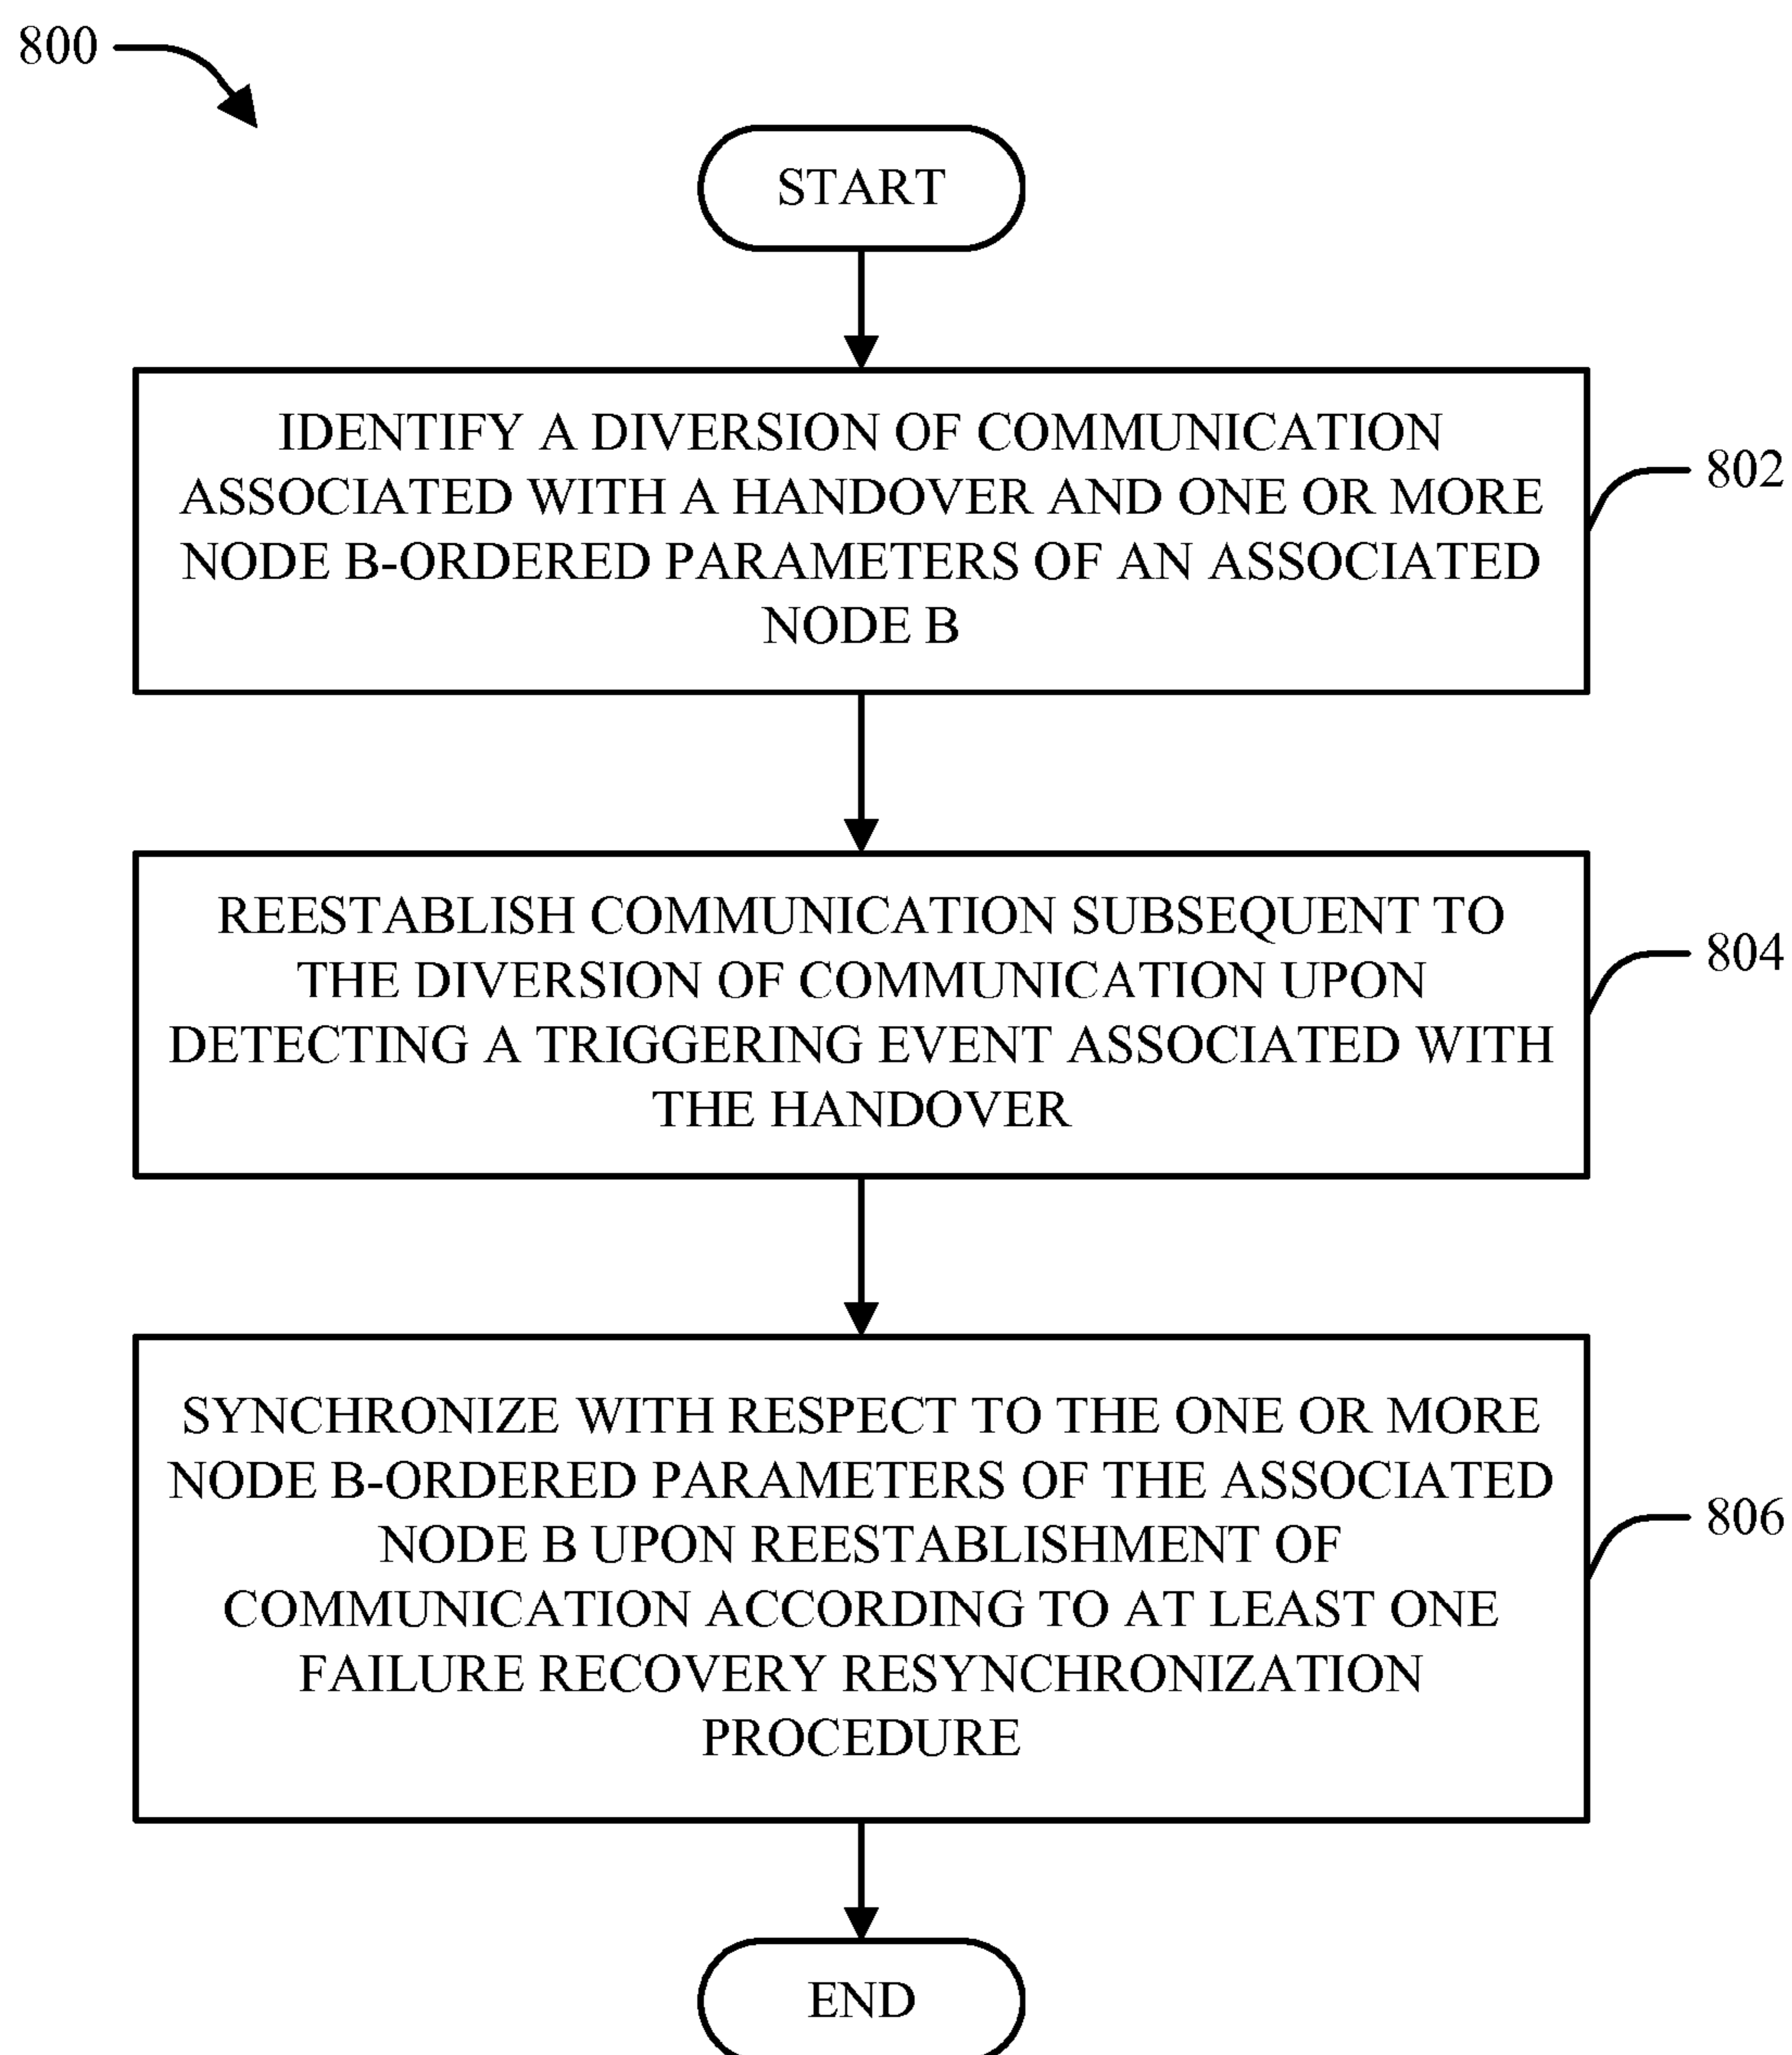 800
START
IDENTIFY A DIVERSION OF COMMUNICATION
ASSOCIATED WITH A HANDOVER AND ONE OR MORE
NODE B-ORDERED PARAMETERS OF AN ASSOCIATED
NODE B
802
REESTABLISH COMMUNICATION SUBSEQUENT TO
THE DIVERSION OF COMMUNICATION UPON
DETECTING A TRIGGERING EVENT ASSOCIATED WITH
THE HANDOVER
804
SYNCHRONIZE WITH RESPECT TO THE ONE OR MORE
NODE B-ORDERED PARAMETERS OF THE ASSOCIATED
NODE B UPON REESTABLISHMENT OF
COMMUNICATION ACCORDING TO AT LEAST ONE
FAILURE RECOVERY RESYNCHRONIZATION
PROCEDURE
806
END